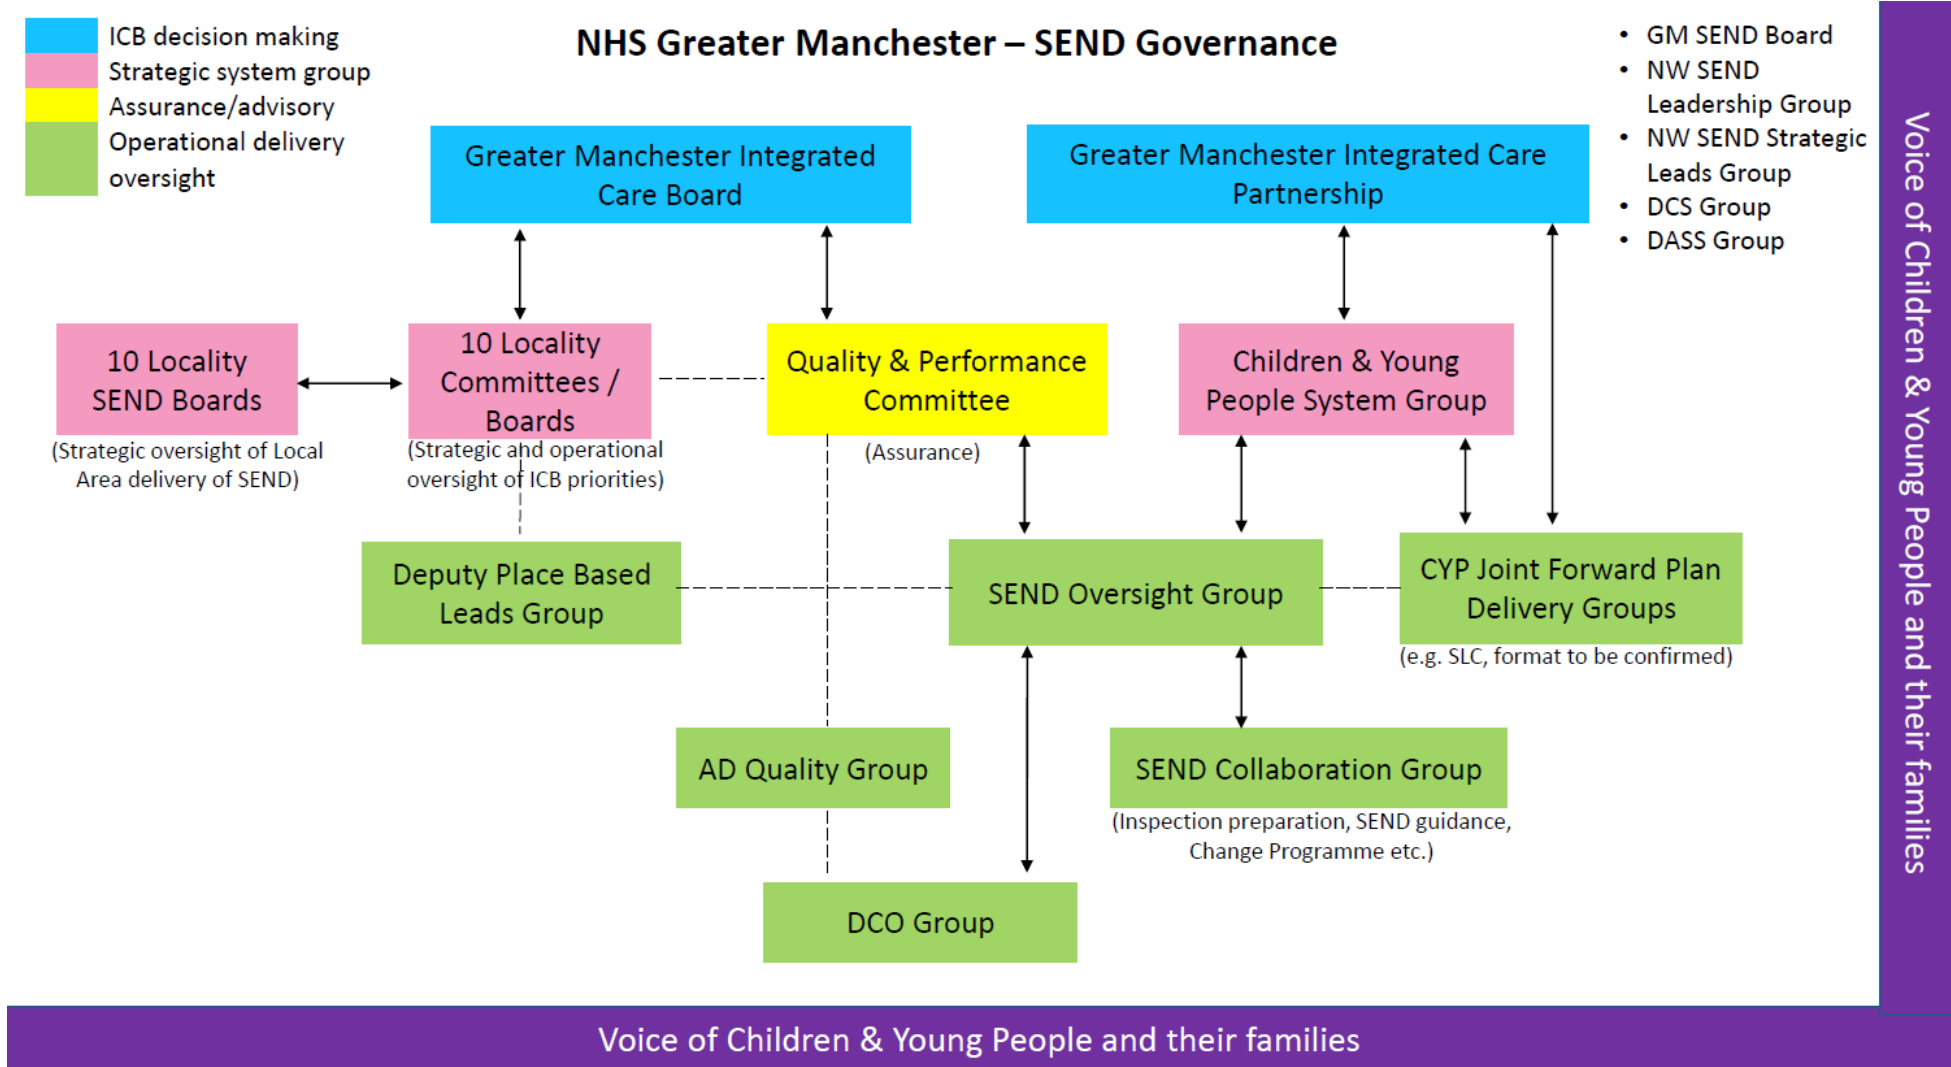 ICB decision making
Strategic system group
Assurance/advisory
Operational delivery
oversight
NHS Greater Manchester – SEND Governance
• GM SEND Board
• NW SEND
Leadership Group
• NW SEND Strategic
Leads Group
• DCS Group
• DASS Group
Greater Manchester Integrated
Care Board
Greater Manchester Integrated Care
Partnership
10 Locality
SEND Boards
(Strategic oversight of Local
Area delivery of SEND)
10 Locality
Committees /
Boards
(Strategic and operational
oversight of ICB priorities)
Quality & Performance
Committee
(Assurance)
Children & Young
People System Group
Deputy Place Based
Leads Group
SEND Oversight Group
CYP Joint Forward Plan
Delivery Groups
(e.g. SLC, format to be confirmed)
AD Quality Group
SEND Collaboration Group
(Inspection preparation, SEND guidance,
Change Programme etc.)
DCO Group
Voice of Children & Young People and their families
Voice of Children & Young People and their families